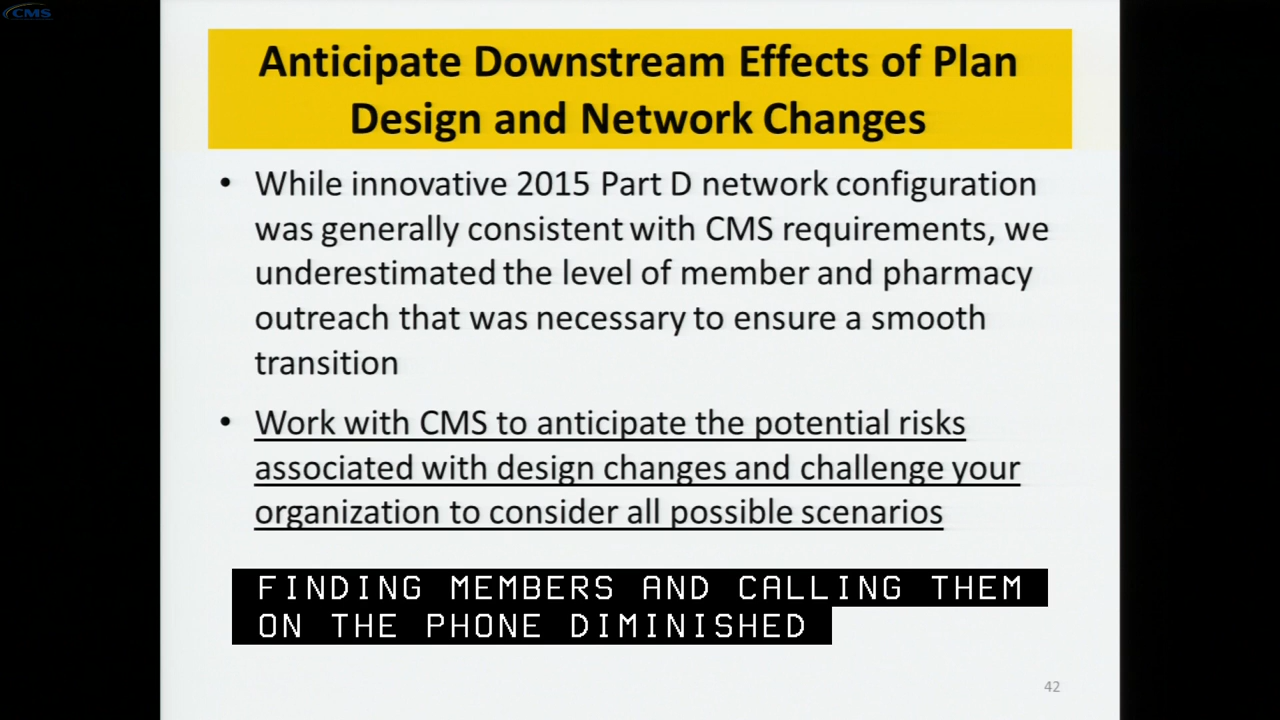 CMS
Anticipate Downstream Effects of Plan
Design and Network Changes
• While innovative 2015 Part D network configuration
was generally consistent with CMS requirements, we
underestimated the level of member and pharmacy
outreach that was necessary to ensure a smooth
transition
• Work with CMS to anticipate the potential risks
associated with design changes and challenge your
organization to consider all possible scenarios
FINDING MEMBERS AND CALLING THEM
ON THE PHONE DIMINISHED
42